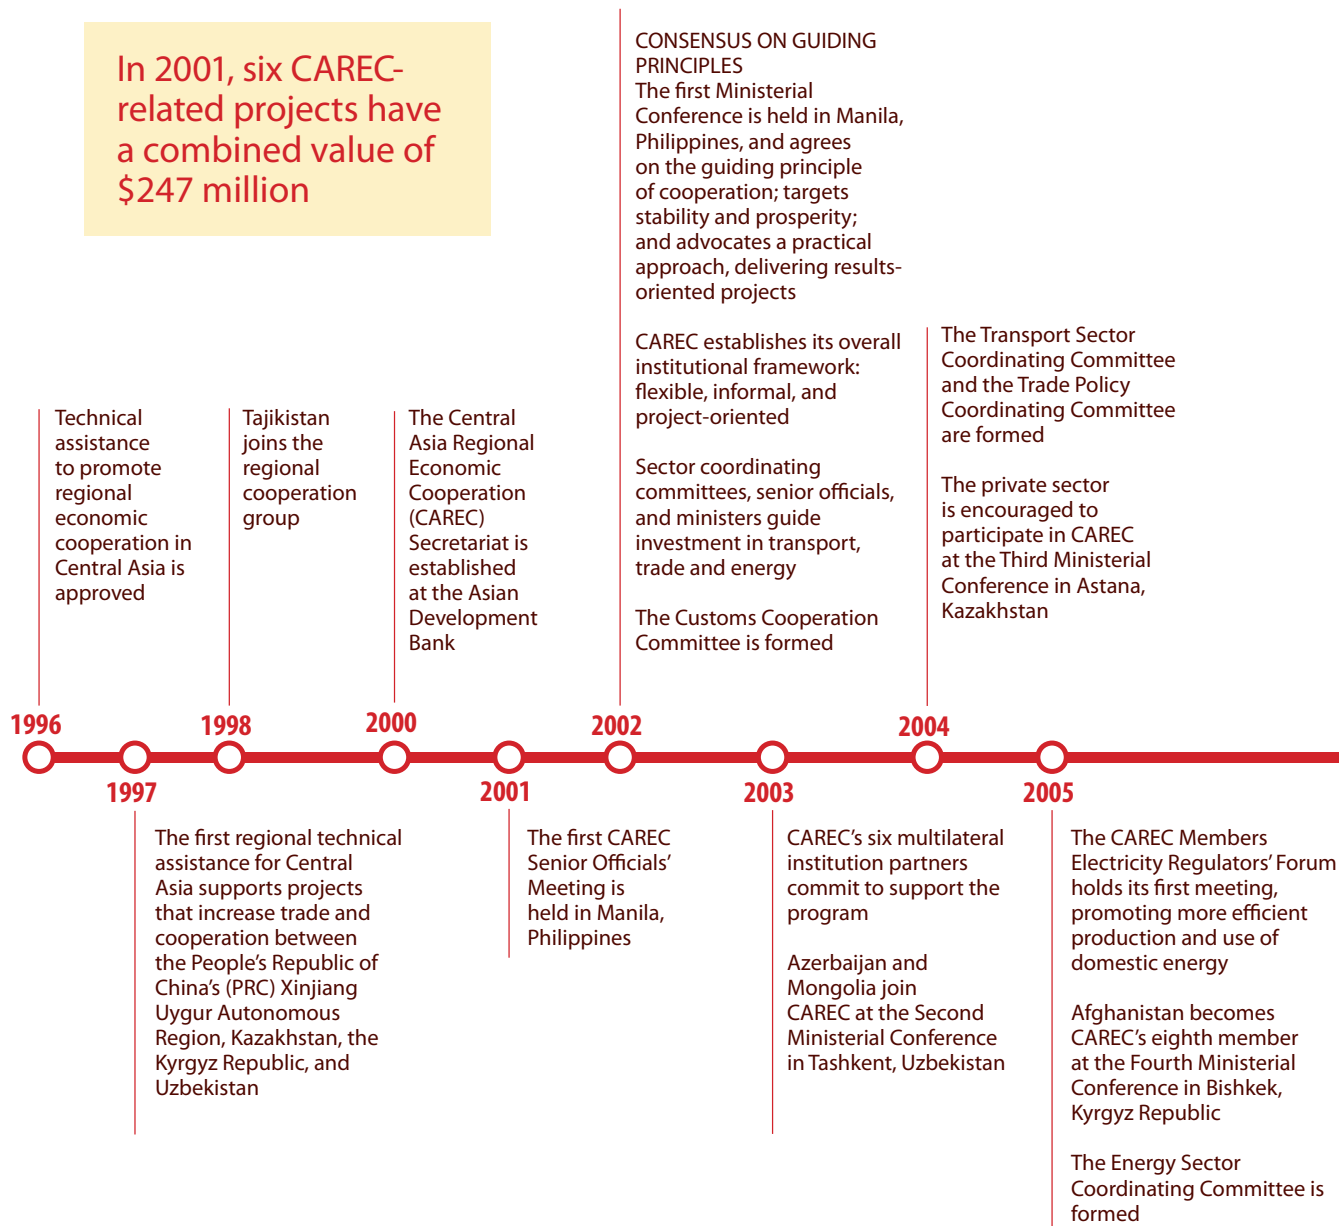 In 2001, six CAREC-
related projects have
a combined value of
$247 million
CONSENSUS ON GUIDING
PRINCIPLES
The first Ministerial
Conference is held in Manila,
Philippines, and agrees
on the guiding principle
of cooperation; targets
stability and prosperity;
and advocates a practical
approach, delivering results-
oriented projects
CAREC establishes its overall
institutional framework:
flexible, informal, and
project-oriented
Sector coordinating
committees, senior officials,
and ministers guide
investment in transport,
trade and energy
The Customs Cooperation
Committee is formed
The Transport Sector
Coordinating Committee
and the Trade Policy
Coordinating Committee
are formed
The private sector
is encouraged to
participate in CAREC
at the Third Ministerial
Conference in Astana,
Kazakhstan
Technical
assistance
to promote
regional
economic
cooperation in
Central Asia is
approved
Tajikistan
joins the
regional
cooperation
group
The Central
Asia Regional
Economic
Cooperation
(CAREC)
Secretariat is
established
at the Asian
Development
Bank
1996
1998
2000
2002
2004
1997
2001
2003
2005
The first regional technical
assistance for Central
Asia supports projects
that increase trade and
cooperation between
the People's Republic of
China's (PRC) Xinjiang
Uygur Autonomous
Region, Kazakhstan, the
Kyrgyz Republic, and
Uzbekistan
The first CAREC
Senior Officials'
Meeting is
held in Manila,
Philippines
CAREC's six multilateral
institution partners
commit to support the
program
Azerbaijan and
Mongolia join
CAREC at the Second
Ministerial Conference
in Tashkent, Uzbekistan
The CAREC Members
Electricity Regulators' Forum
holds its first meeting,
promoting more efficient
production and use of
domestic energy
Afghanistan becomes
CAREC's eighth member
at the Fourth Ministerial
Conference in Bishkek,
Kyrgyz Republic
The Energy Sector
Coordinating Committee is
formed